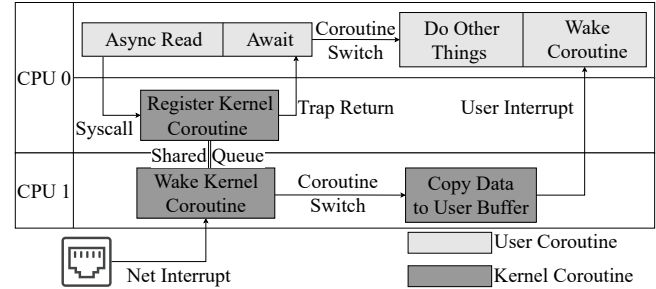 Async Read
Await
Coroutine
Switch
Do Other
Things
Wake
Coroutine
CPU 0
Syscall
Register Kernel
Coroutine
Trap Return
User Interrupt
Shared Queue
CPU 1
Wake Kernel
Coroutine
Coroutine
Switch
Copy Data
to User Buffer
Net Interrupt
User Coroutine
Kernel Coroutine